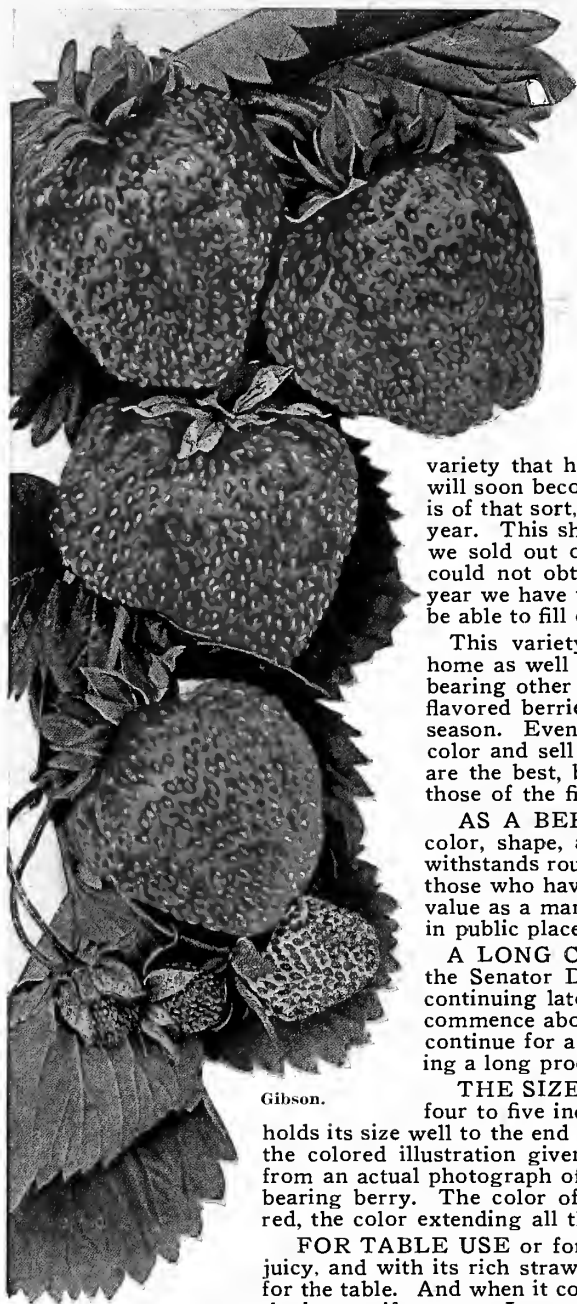 variety that h
will soon beco
is of that sort,
year. This sh
we sold out o
could not obt
year we have
be able to fill
This variety
home as well
bearing other
flavored berrie
season. Even
color and sell
are the best, b
those of the fi
AS A BER
color, shape, a
withstands rou
those who hav
value as a mar
in public place
A LONG
the Senator D
continuing late
commence abo
continue for a
ing a long pro
THE SIZE
four to five in
Gibson.
holds its size well to the end
the colored illustration given
from an actual photograph of
bearing berry. The color of
red, the color extending all t
FOR TABLE USE or for
juicy, and with its rich straw
for the table. And when it co